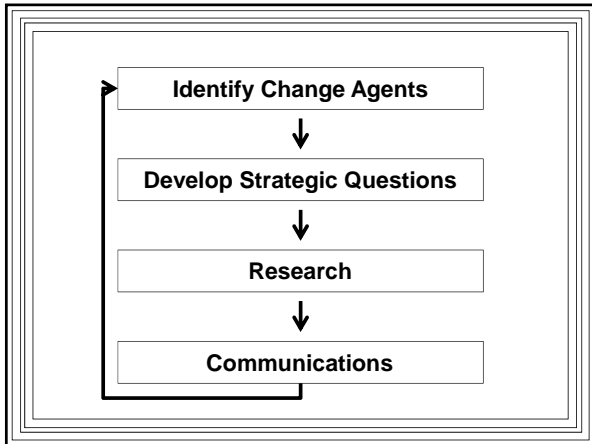 Identify Change Agents
Develop Strategic Questions
Research
Communications